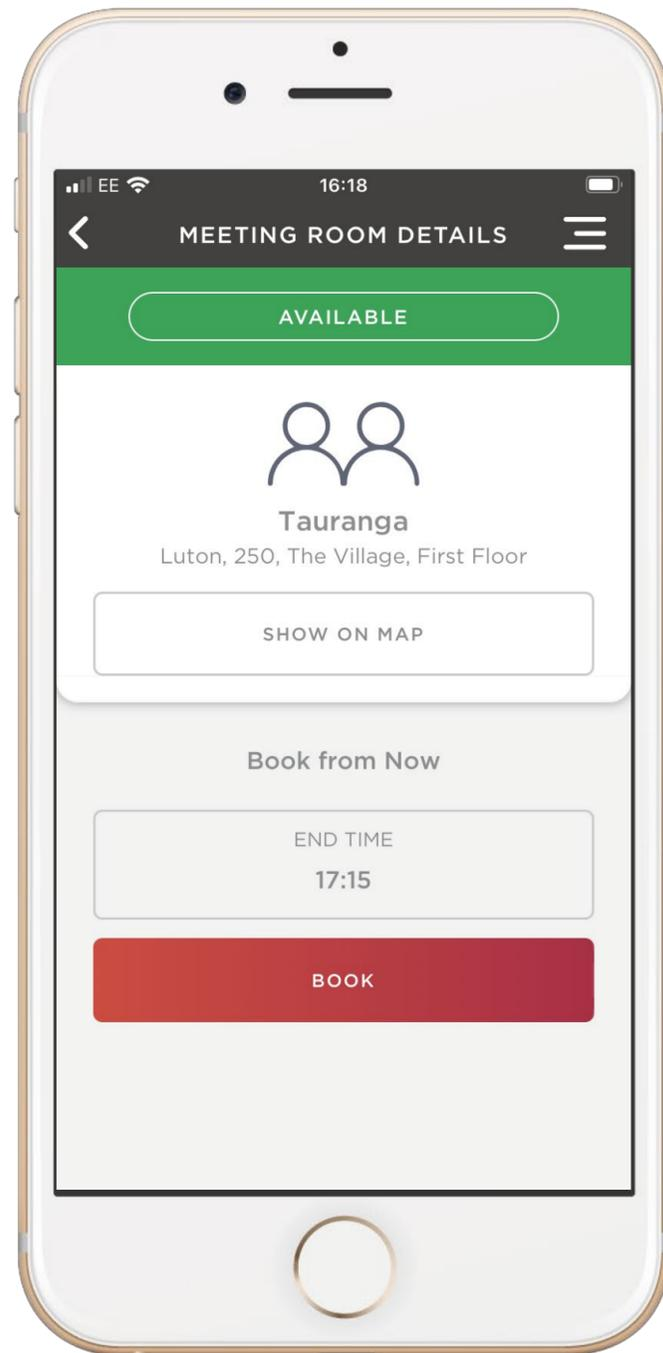 EE 16:18
MEETING ROOM DETAILS
AVAILABLE
Tauranga
Luton, 250, The Village, First Floor
SHOW ON MAP
Book from Now
END TIME
17:15
BOOK